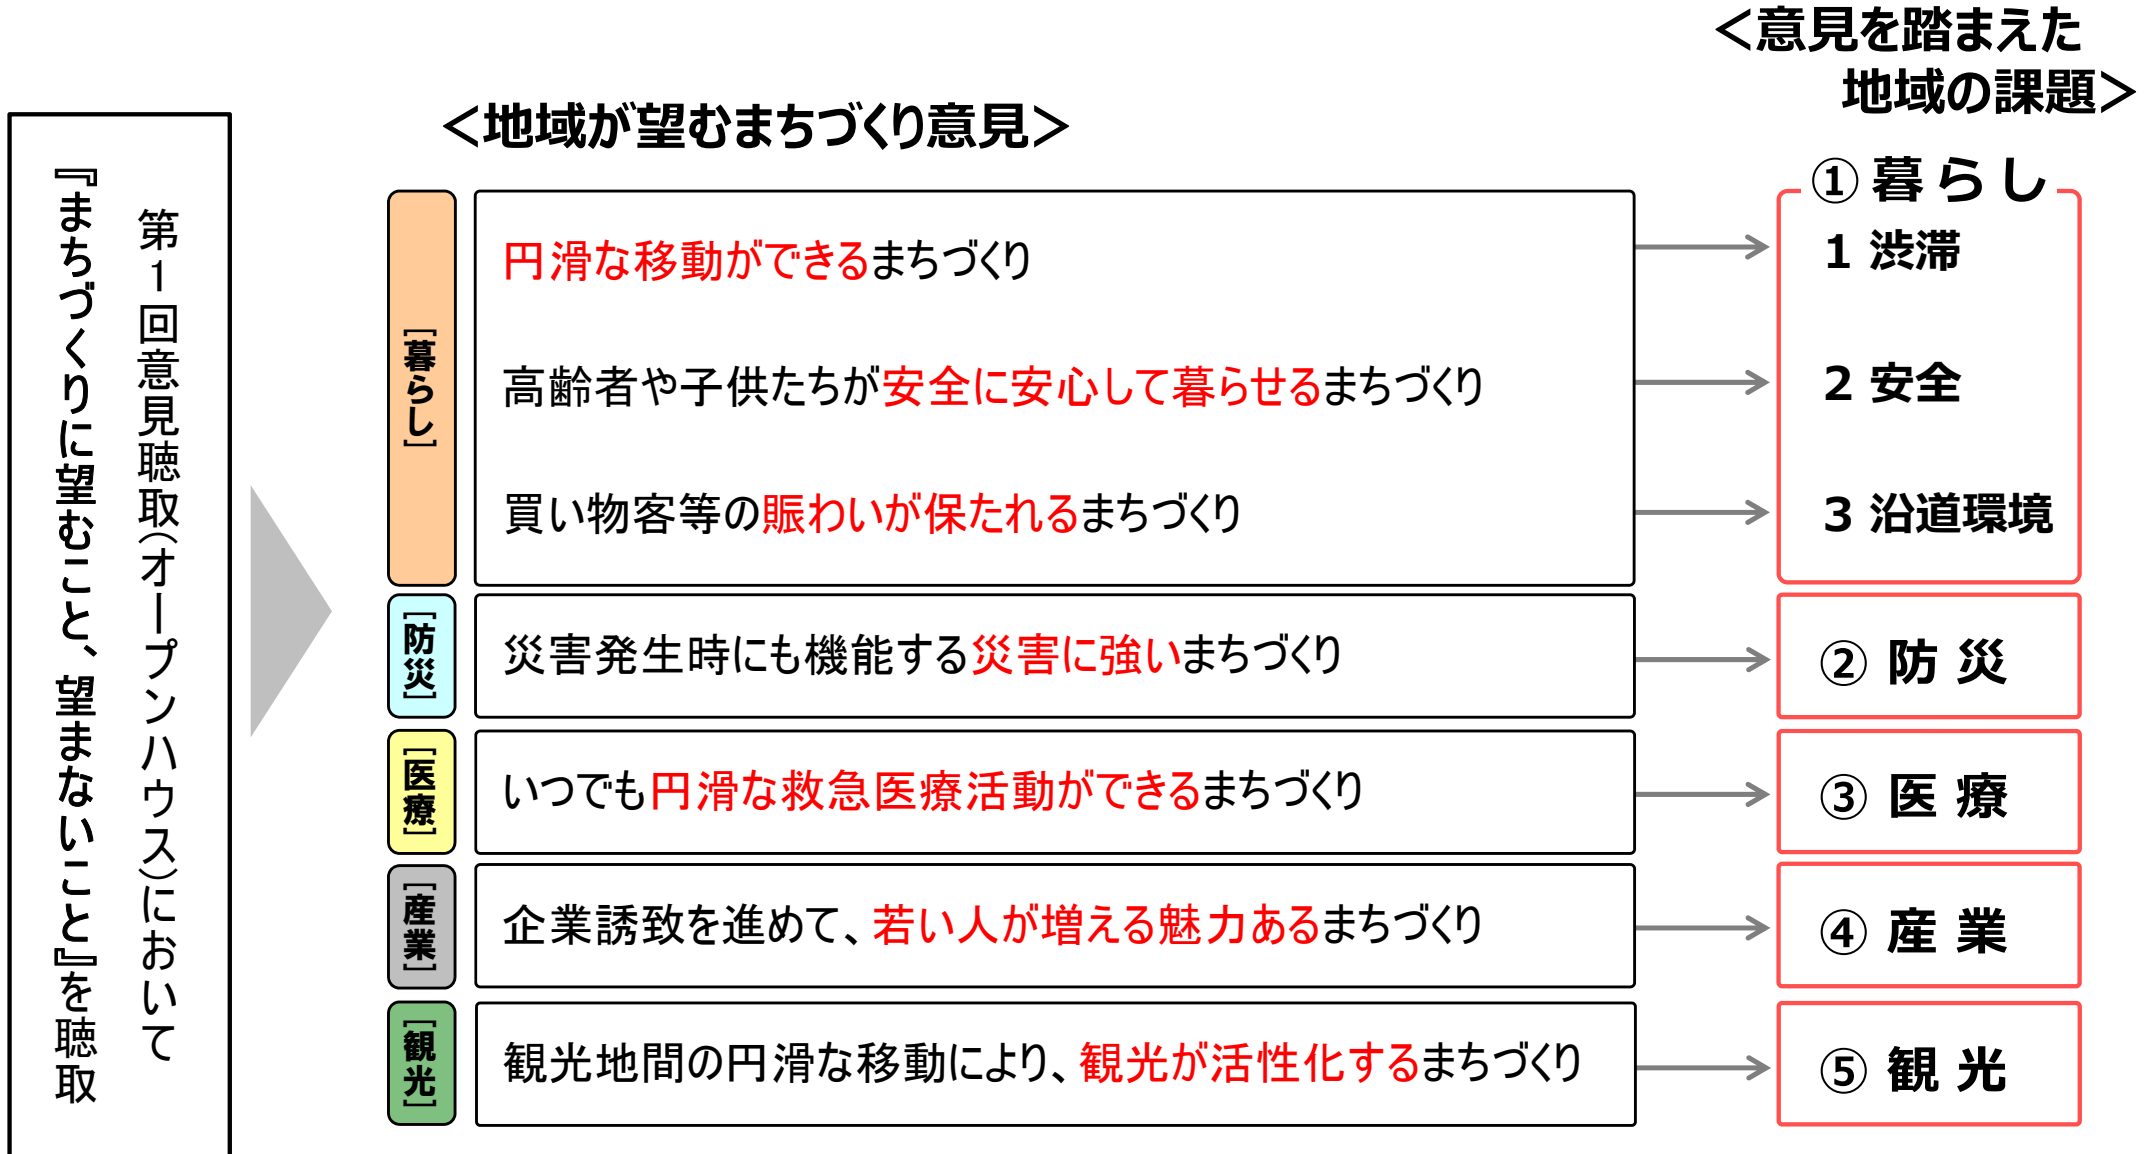 第1回意見聴取(オープンハウス)において
『まちづくりに望むこと、望まないこと』を聴取
＜地域が望むまちづくり意見＞
＜意見を踏まえた
地域の課題＞
[暮らし]
円滑な移動ができるまちづくり
高齢者や子供たちが安全に安心して暮らせるまちづくり
買い物客等の賑わいが保たれるまちづくり
①暮らし
1 渋滞
2 安全
3 沿道環境
[防災]
災害発生時にも機能する災害に強いまちづくり
② 防 災
[医療]
いつでも円滑な救急医療活動ができるまちづくり
③ 医 療
[産業]
企業誘致を進めて、若い人が増える魅力あるまちづくり
④ 産 業
[観光]
観光地間の円滑な移動により、観光が活性化するまちづくり
⑤ 観 光